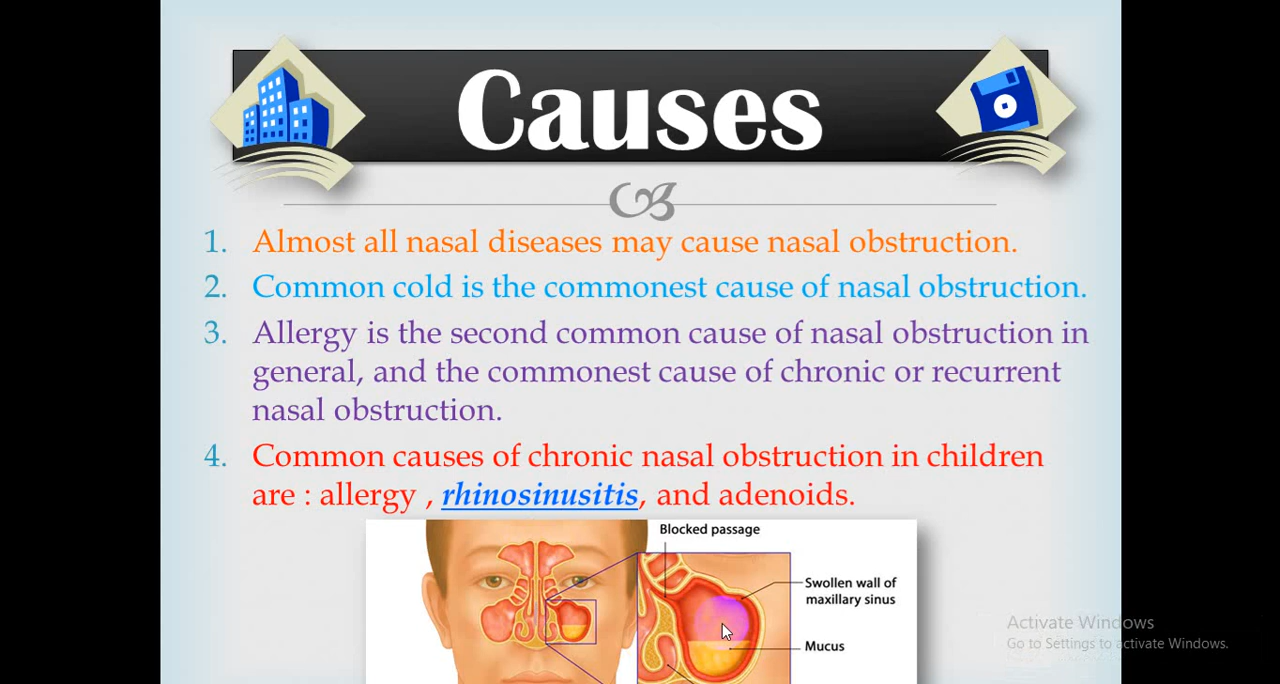 Causes
1. Almost all nasal diseases may cause nasal obstruction.
2. Common cold is the commonest cause of nasal obstruction.
3. Allergy is the second common cause of nasal obstruction in
general, and the commonest cause of chronic or recurrent
nasal obstruction.
4. Common causes of chronic nasal obstruction in children
are : allergy , rhinosinusitis, and adenoids.
Blocked passage
Swollen wall of
maxillary sinus
Mucus
Activate Windows
Go to Settings to activate Windows.